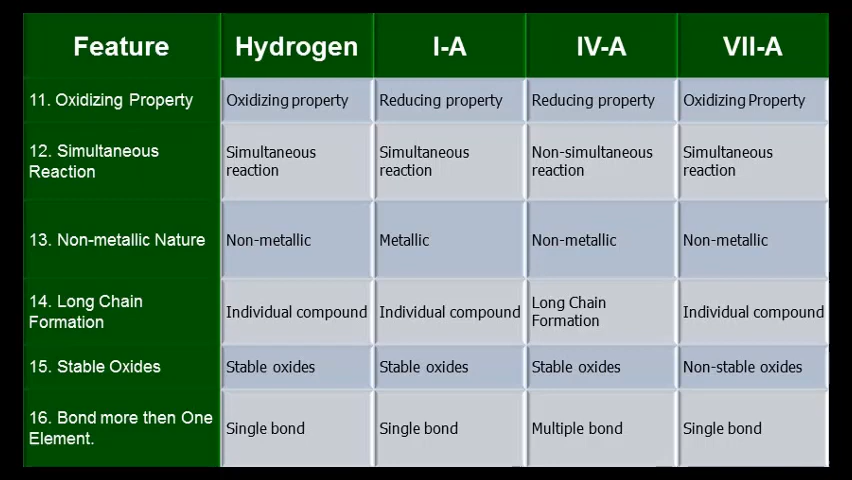 Feature Hydrogen I-A IV-A VII-A
11. Oxidizing Property Oxidizing property Reducing property Reducing property Oxidizing Property
12. Simultaneous
Reaction
Simultaneous
reaction
Simultaneous
reaction
Non-simultaneous
reaction
Simultaneous
reaction
13. Non-metallic Nature Non-metallic Metallic Non-metallic Non-metallic
14. Long Chain
Formation
Individual compound Individual compound
Long Chain
Formation
Individual compound
15. Stable Oxides Stable oxides Stable oxides Stable oxides Non-stable oxides
16. Bond more then One
Element.
Single bond Single bond Multiple bond Single bond